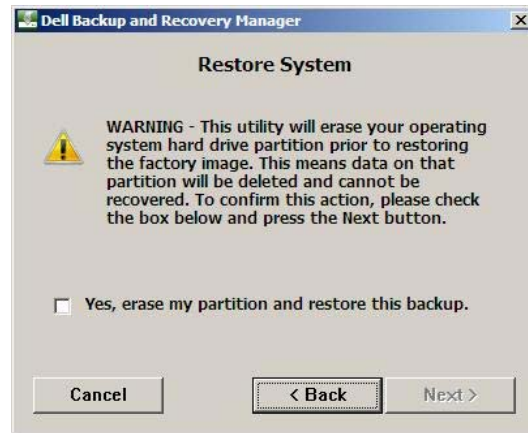 Dell Backup and Recovery Manager
Restore System
WARNING - This utility will erase your operating
system hard drive partition prior to restoring
the factory image. This means data on that
partition will be deleted and cannot be
recovered. To confirm this action, please check
the box below and press the Next button.
Yes, erase my partition and restore this backup.
Cancel
< Back
Next >